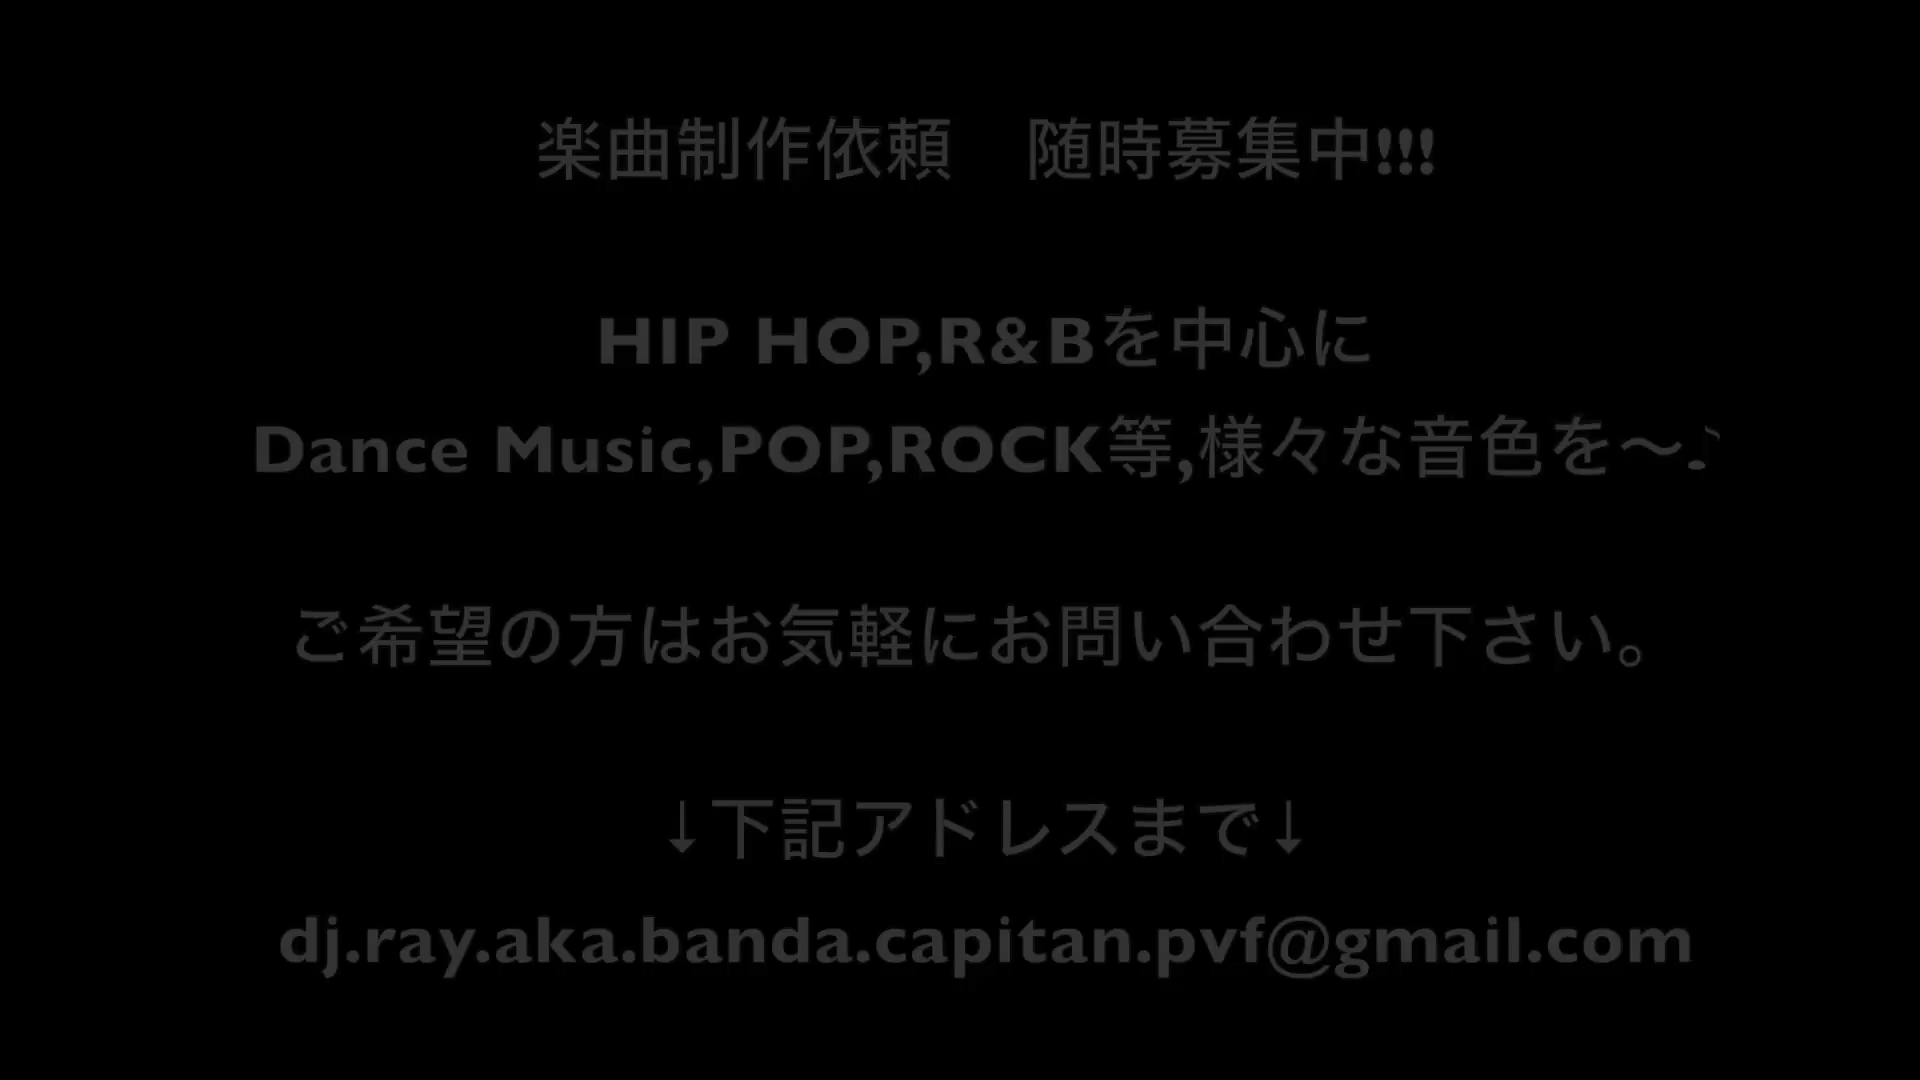 楽曲制作依頼　随時募集中!!!
HIP HOP,R&Bを中心に
Dance Music,POP,ROCK等,様々な音色を〜♪
ご希望の方はお気軽にお問い合わせ下さい。
↓下記アドレスまで↓
dj.ray.aka.banda.capitan.pvf@gmail.com